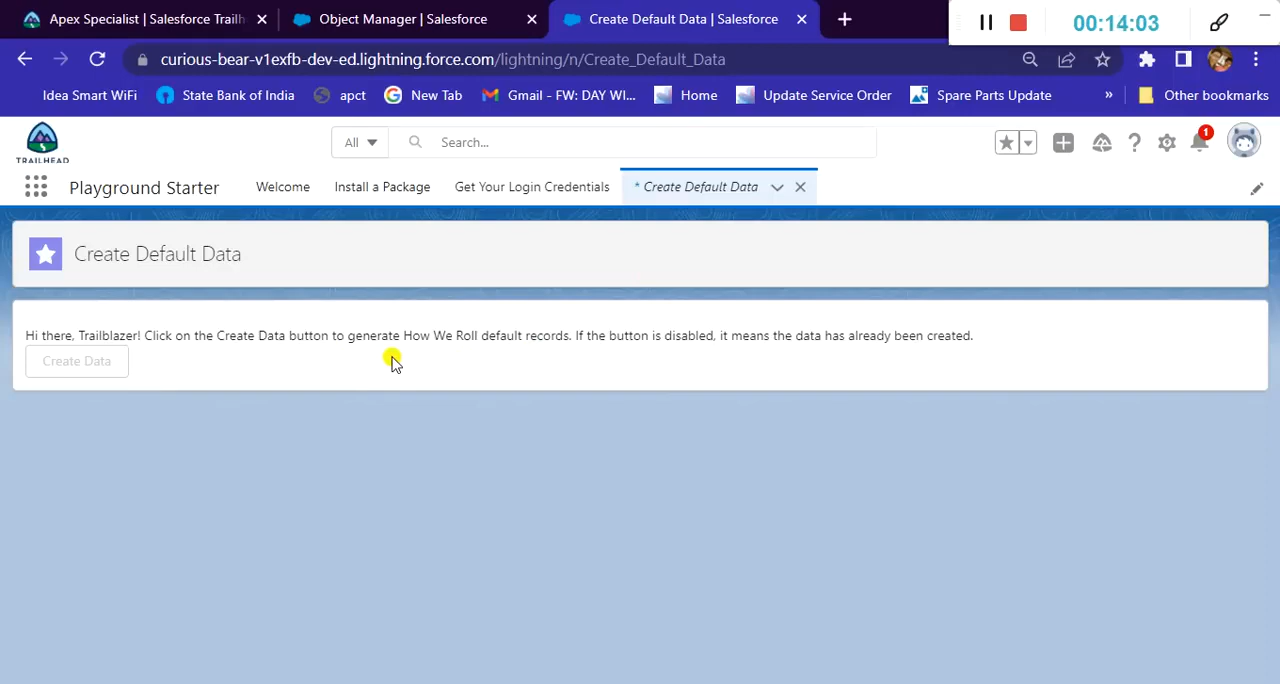 Apex Specialist | Salesforce Trailh
Object Manager | Salesforce
Create Default Data | Salesforce
00:14:03
curious-bear-v1exfb-dev-ed.lightning.force.com/lightning/n/Create_Default_Data
Idea Smart WiFi
State Bank of India
apct
New Tab
Gmail - FW: DAY WI...
Home
Update Service Order
Spare Parts Update
»
Other bookmarks
TRAILHEAD
All
Search...
1
Playground Starter
Welcome
Install a Package
Get Your Login Credentials
* Create Default Data
Create Default Data
Hi there, Trailblazer! Click on the Create Data button to generate How We Roll default records. If the button is disabled, it means the data has already been created.
Create Data